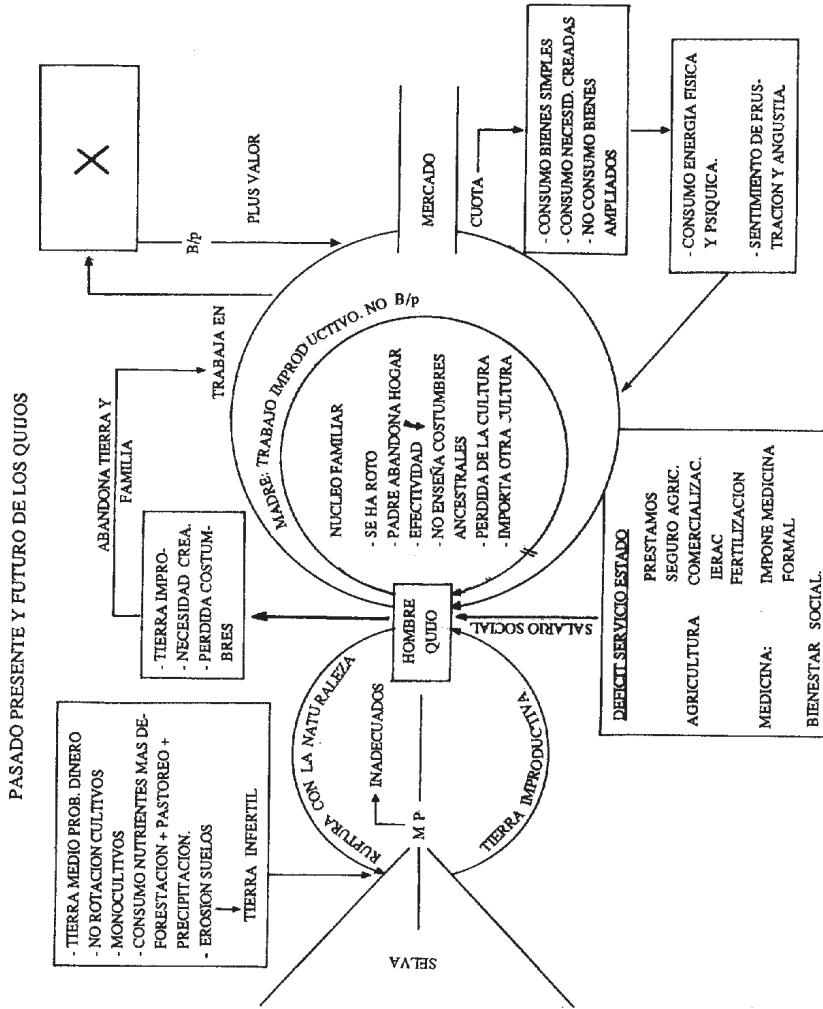 PASADO PRESENTE Y FUTURO DE LOS QUIJOS
- TIERRA MEDIO PROB. DINERO
- NO ROTACION CULTIVOS
- MONOCULTIVOS
- CONSUMO NUTRIENTES MAS DE-
FORESTACION + PASTOREO +
PRECIPITACION.
- EROSION SUELOS
TIERRA INFERTIL
SELVA
RUPTURA CON LA NATURALEZA
M P
INADECUADOS
TIERRA IMPRODUCTIVA
- TIERRA IMPRO-
- NECESIDAD CREA.
- PERDIDA COSTUM-
BRES
ABANDONA TIERRA Y
FAMILIA
TRABAJA EN
HOMBRE
QUIJO
SALARIO SOCIAL
MADRE: TRABAJO IMPRODUCTIVO. NO B/p
NUCLEO FAMILIAR
- SE HA ROTO
- PADRE ABANDONA HOGAR
- EFECTIVIDAD
- NO ENSEÑA COSTUMBRES
ANCESTRALES
- PERDIDA DE LA CULTURA
- IMPORTA OTRA CULTURA
X
B/p
PLUS VALOR
MERCADO
CUOTA
- CONSUMO BIENES SIMPLES
- CONSUMO NECESID. CREADAS
- NO CONSUMO BIENES
AMPLIADOS
- CONSUMO ENERGIA FISICA
Y PSIQUICA.
- SENTIMIENTO DE FRUS-
TRACION Y ANGUSTIA.
DEFICIT SERVICIO ESTADO
PRESTAMOS
SEGURO AGRIC.
AGRICULTURA COMERCIALIZAC.
IERAC
FERTILIZACION
MEDICINA: IMPONE MEDICINA
FORMAL
BIENESTAR SOCIAL.